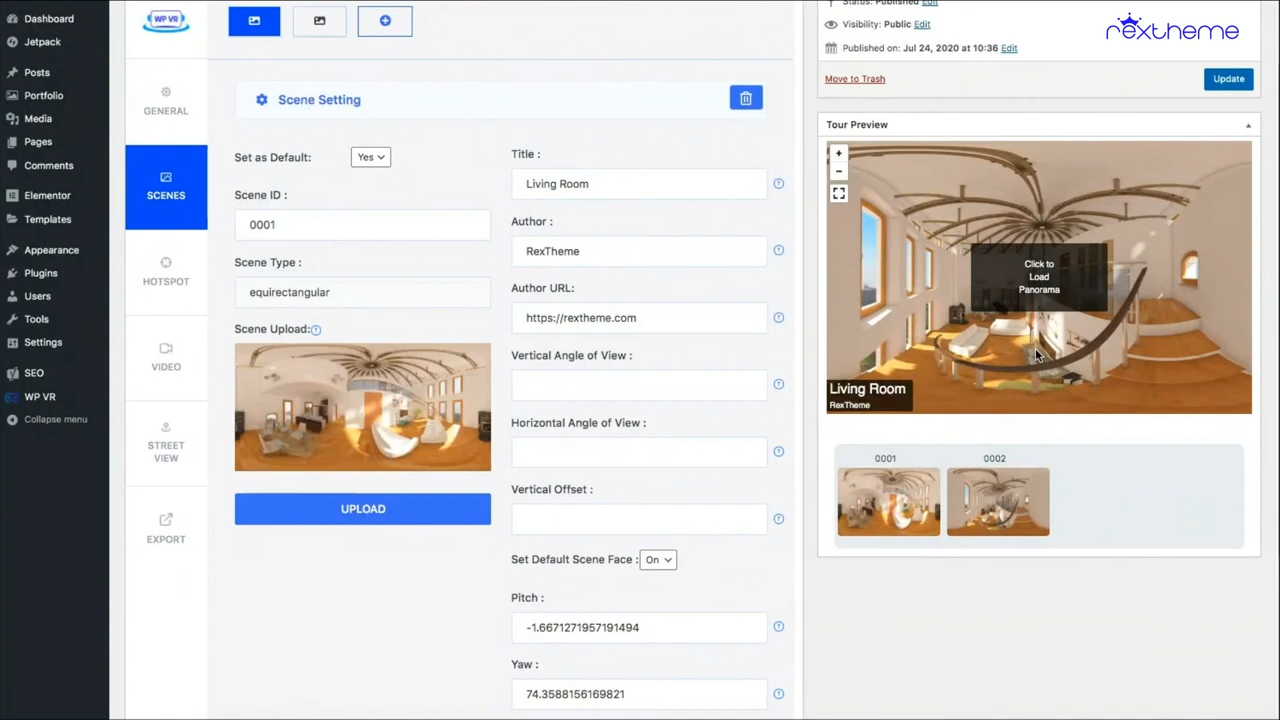 Dashboard
Jetpack
Posts
Portfolio
Media
Pages
Comments
Elementor
Templates
Appearance
Plugins
Users
Tools
Settings
SEO
WP VR
Collapse menu
WP VR
GENERAL
SCENES
HOTSPOT
VIDEO
STREET
VIEW
EXPORT
Scene Setting
Set as Default: Yes
Scene ID :
0001
Scene Type :
equirectangular
Scene Upload:
UPLOAD
Title :
Living Room
Author :
RexTheme
Author URL:
https://rextheme.com
Vertical Angle of View :
Horizontal Angle of View :
Vertical Offset :
Set Default Scene Face : On
Pitch :
-1.6671271957191494
Yaw :
74.3588156169821
Status: Published Edit
Visibility: Public Edit
Published on: Jul 24, 2020 at 10:36 Edit
rextheme
Move to Trash
Update
Tour Preview
+
−
Click to
Load
Panorama
Living Room
RexTheme
0001
0002